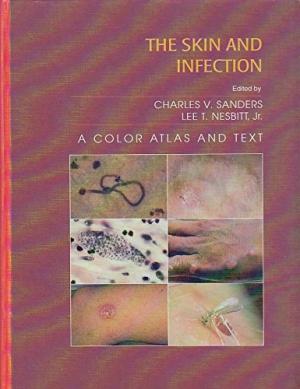 THE SKIN AND
INFECTION
Edited by
CHARLES V. SANDERS
LEE T. NESBITT, Jr.
A COLOR ATLAS AND TEXT